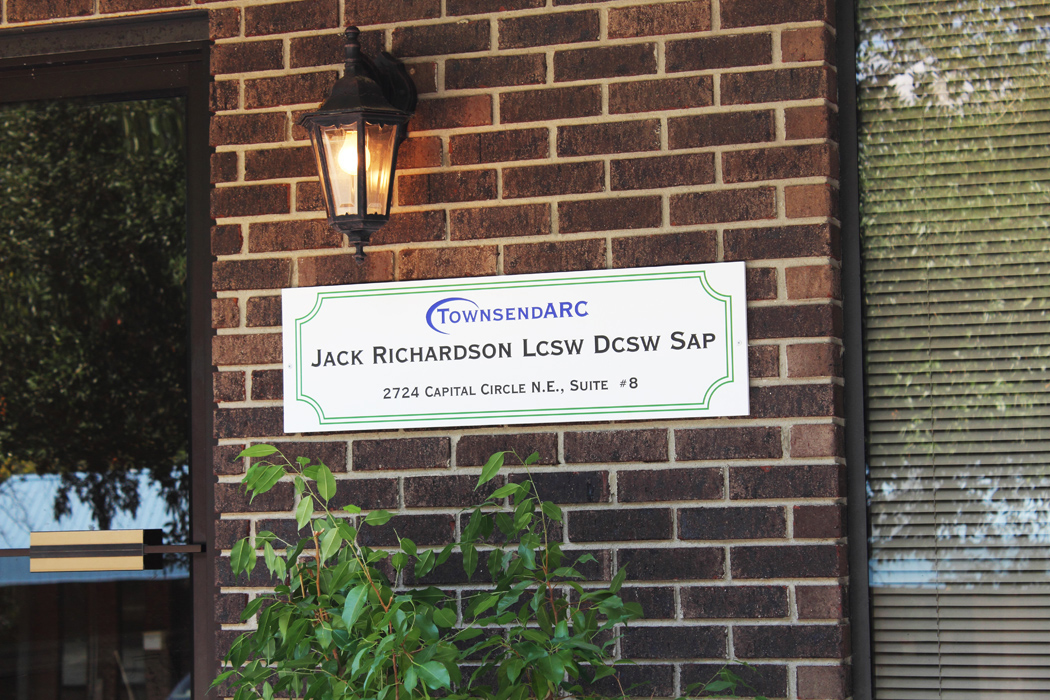 TOWNSENDARC
JACK RICHARDSON LCSW DCSW SAP
2724 CAPITAL CIRCLE N.E., SUITE #8